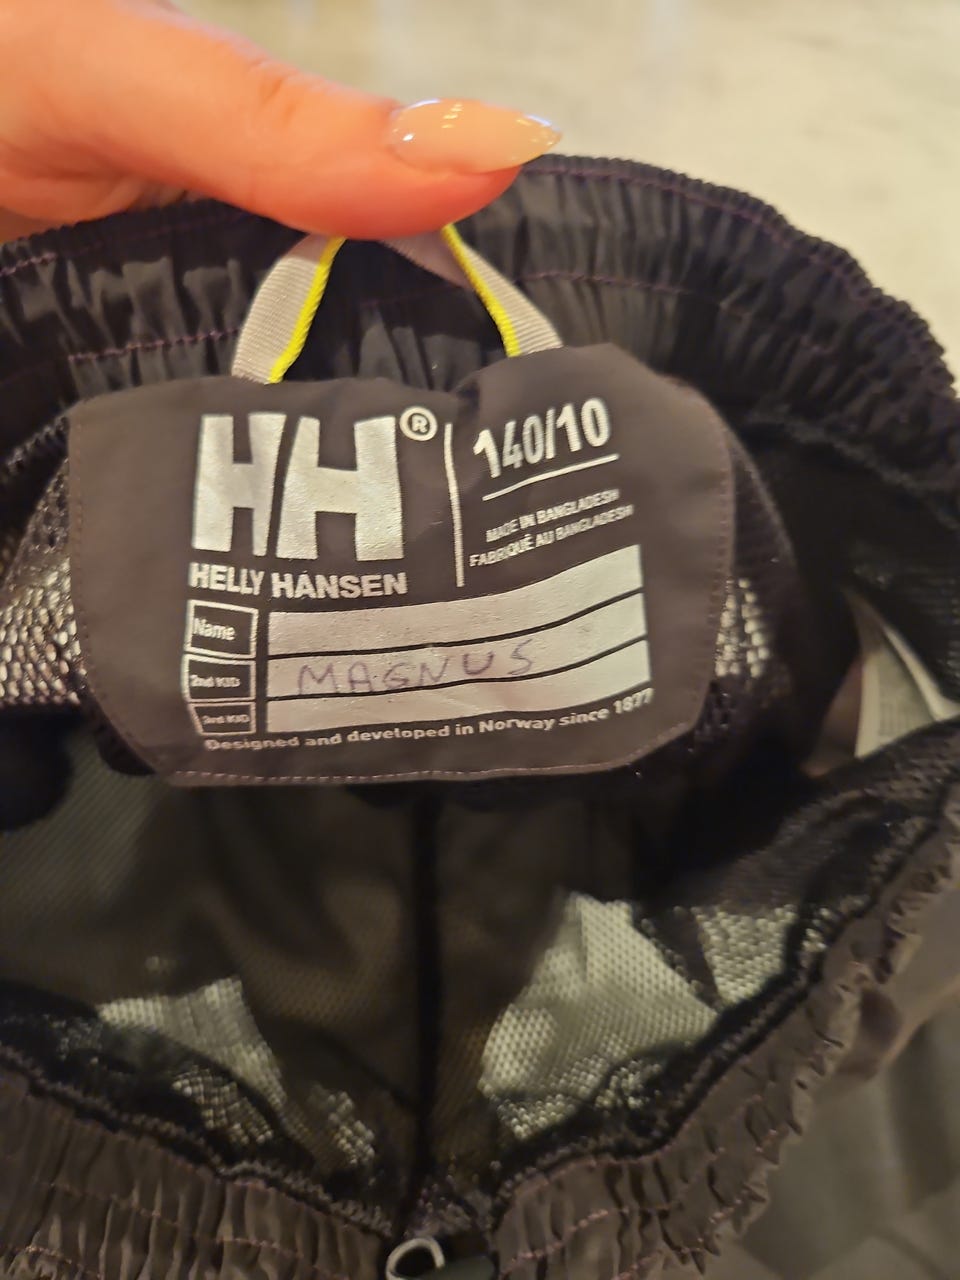 HH®
HELLY HANSEN
140/10
MADE IN BANGLADESH
FABRIQUÉ AU BANGLADESH
Name
2nd KID
MAGNUS
3rd KID
Designed and developed in Norway since 1877